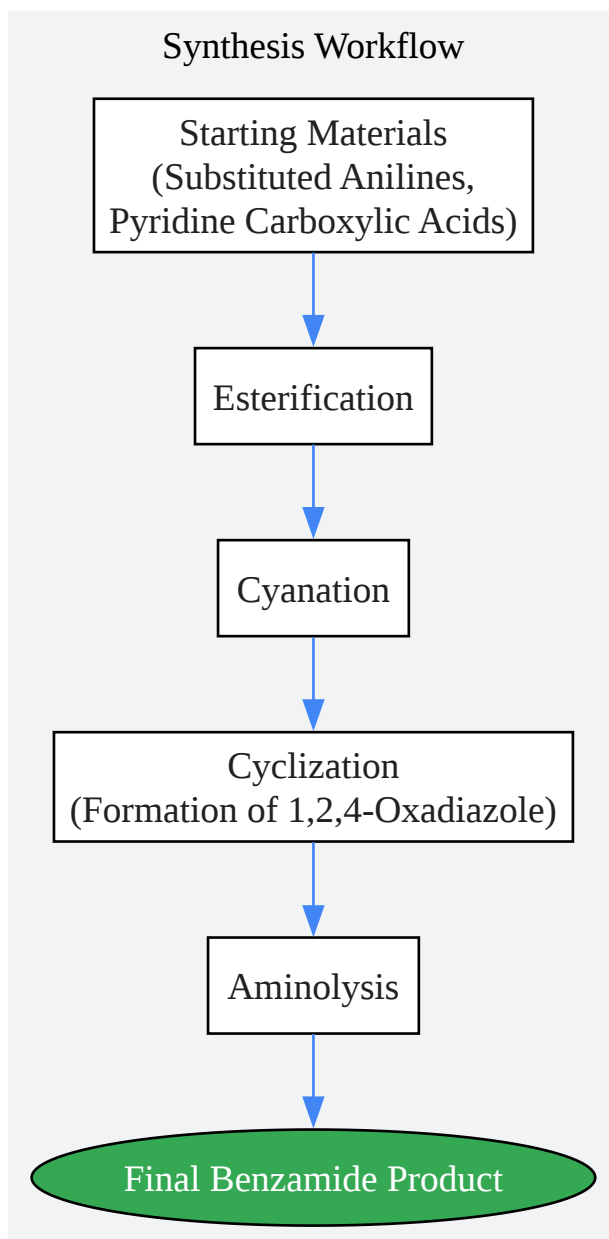 Synthesis Workflow
Starting Materials
(Substituted Anilines,
Pyridine Carboxylic Acids)
Esterification
Cyanation
Cyclization
(Formation of 1,2,4-Oxadiazole)
Aminolysis
Final Benzamide Product